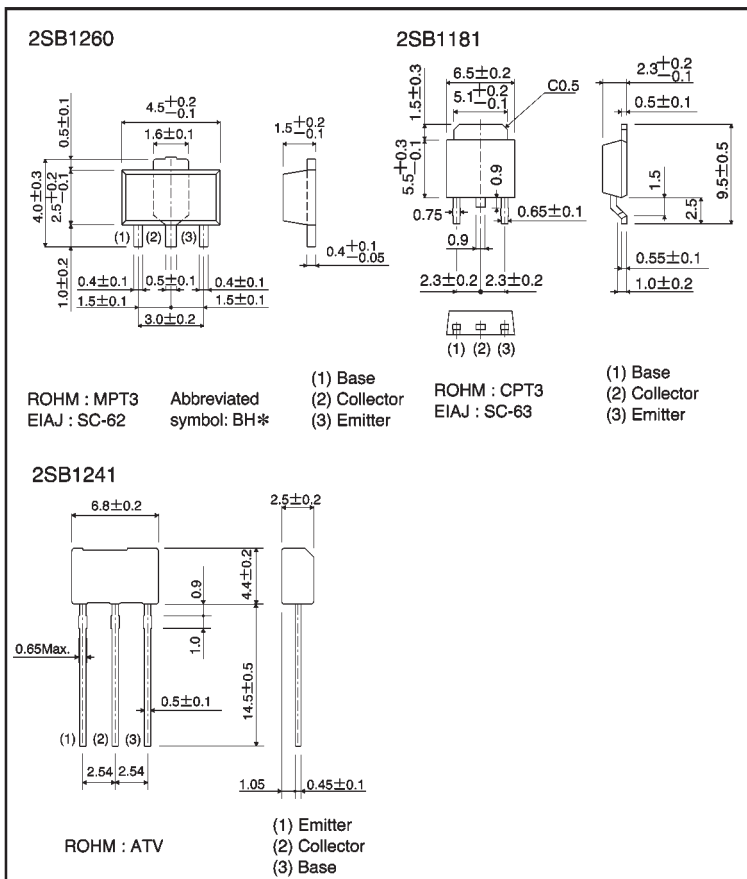 2SB1260
4.5+0.2−0.1
1.6±0.1
0.5±0.1
4.0±0.3
2.5+0.2−0.1
1.0±0.2
(1) (2) (3)
0.4±0.1
0.5±0.1
0.4±0.1
1.5±0.1
1.5±0.1
3.0±0.2
1.5+0.2−0.1
0.4+0.1−0.05
ROHM : MPT3
EIAJ : SC-62
Abbreviated
symbol: BH*
(1) Base
(2) Collector
(3) Emitter
2SB1181
6.5±0.2
5.1+0.2−0.1
C0.5
1.5±0.3
5.5+0.3−0.1
0.9
0.75
0.65±0.1
0.9
2.3±0.2
2.3±0.2
(1) (2) (3)
2.3+0.2−0.1
0.5±0.1
1.5
2.5
9.5±0.5
0.55±0.1
1.0±0.2
ROHM : CPT3
EIAJ : SC-63
(1) Base
(2) Collector
(3) Emitter
2SB1241
6.8±0.2
2.5±0.2
4.4±0.2
0.9
1.0
0.65Max.
14.5±0.5
0.5±0.1
(1) (2) (3)
2.54 2.54
1.05
0.45±0.1
ROHM : ATV
(1) Emitter
(2) Collector
(3) Base